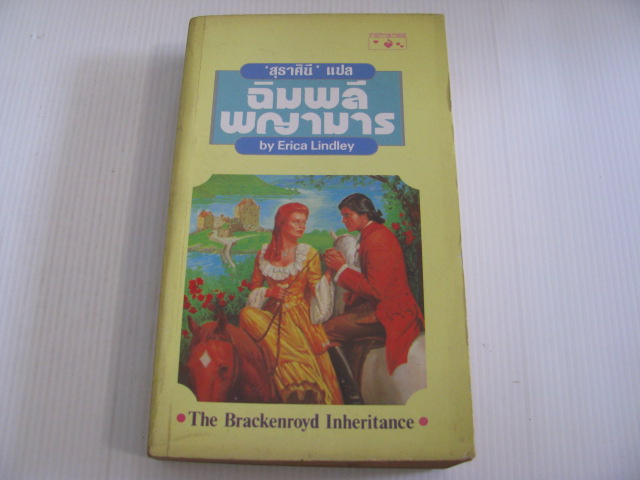 'สุราศินี' แปล
ฉิมพลี
พญามาร
by Erica Lindley
• The Brackenroyd Inheritance •